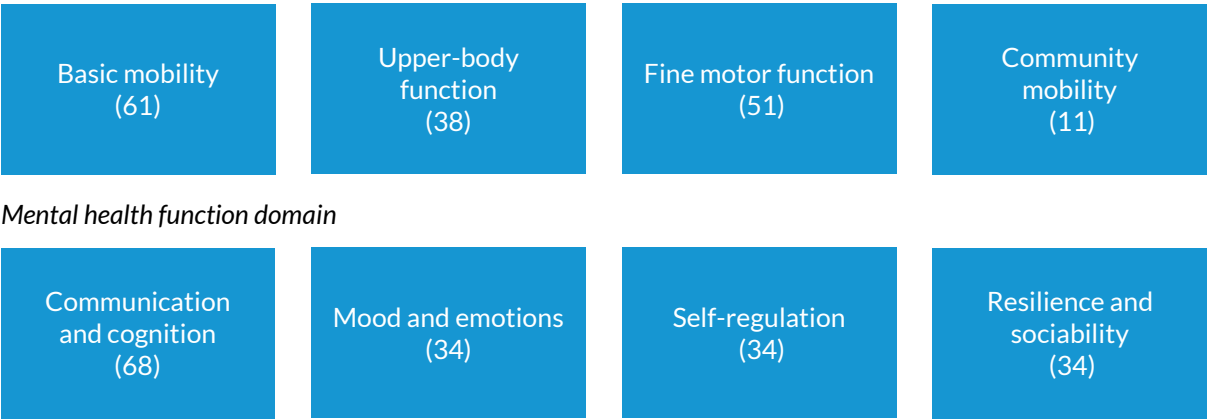 Basic mobility
(61)
Upper-body
function
(38)
Fine motor function
(51)
Community
mobility
(11)
Mental health function domain
Communication
and cognition
(68)
Mood and emotions
(34)
Self-regulation
(34)
Resilience and
sociability
(34)